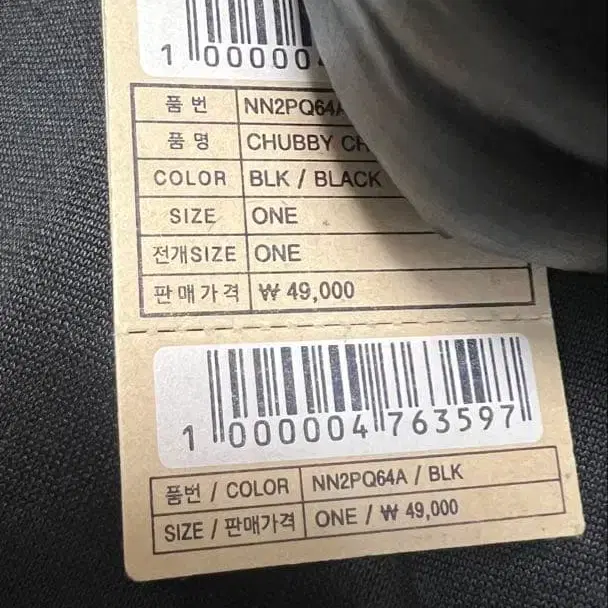 1 000004
품번 NN2PQ64A
품명 CHUBBY
COLOR BLK / BLACK
SIZE ONE
전개SIZE ONE
판매가격 ₩ 49,000
1 000004 763597
품번 / COLOR NN2PQ64A / BLK
SIZE / 판매가격 ONE / ₩ 49,000